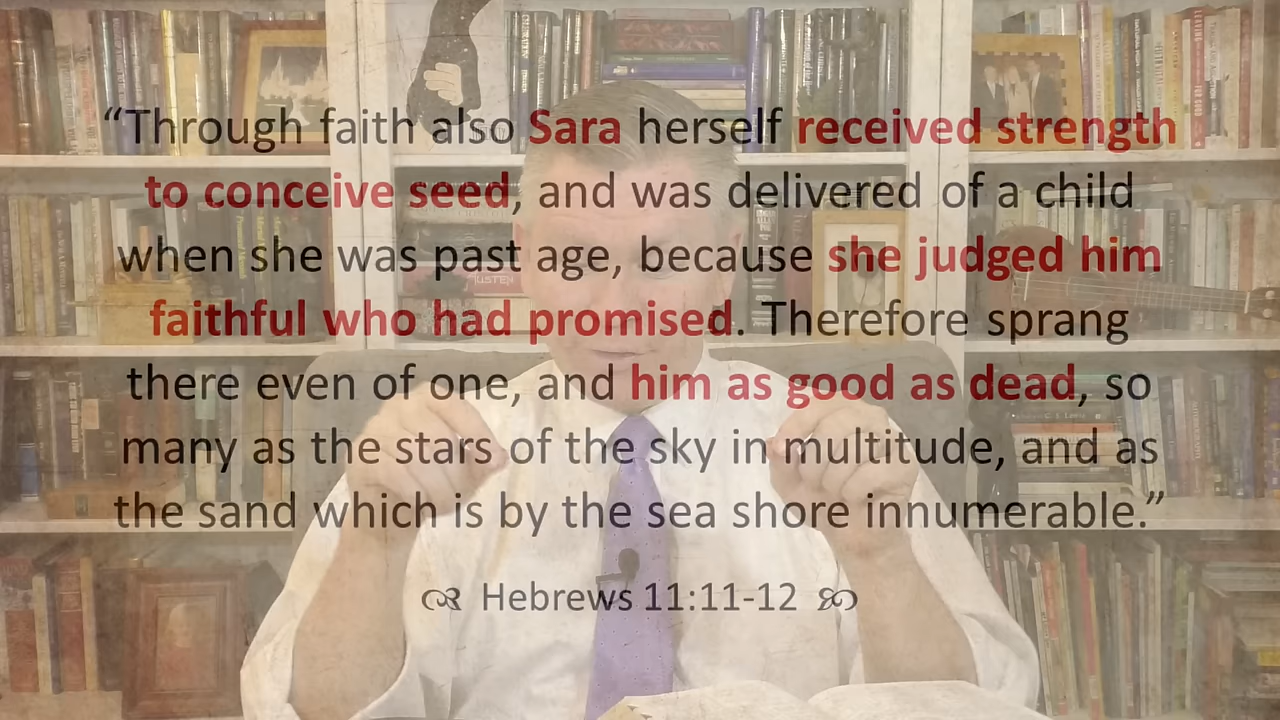 “Through faith also Sara herself received strength
to conceive seed, and was delivered of a child
when she was past age, because she judged him
faithful who had promised. Therefore sprang
there even of one, and him as good as dead, so
many as the stars of the sky in multitude, and as
the sand which is by the sea shore innumerable.”
Hebrews 11:11-12